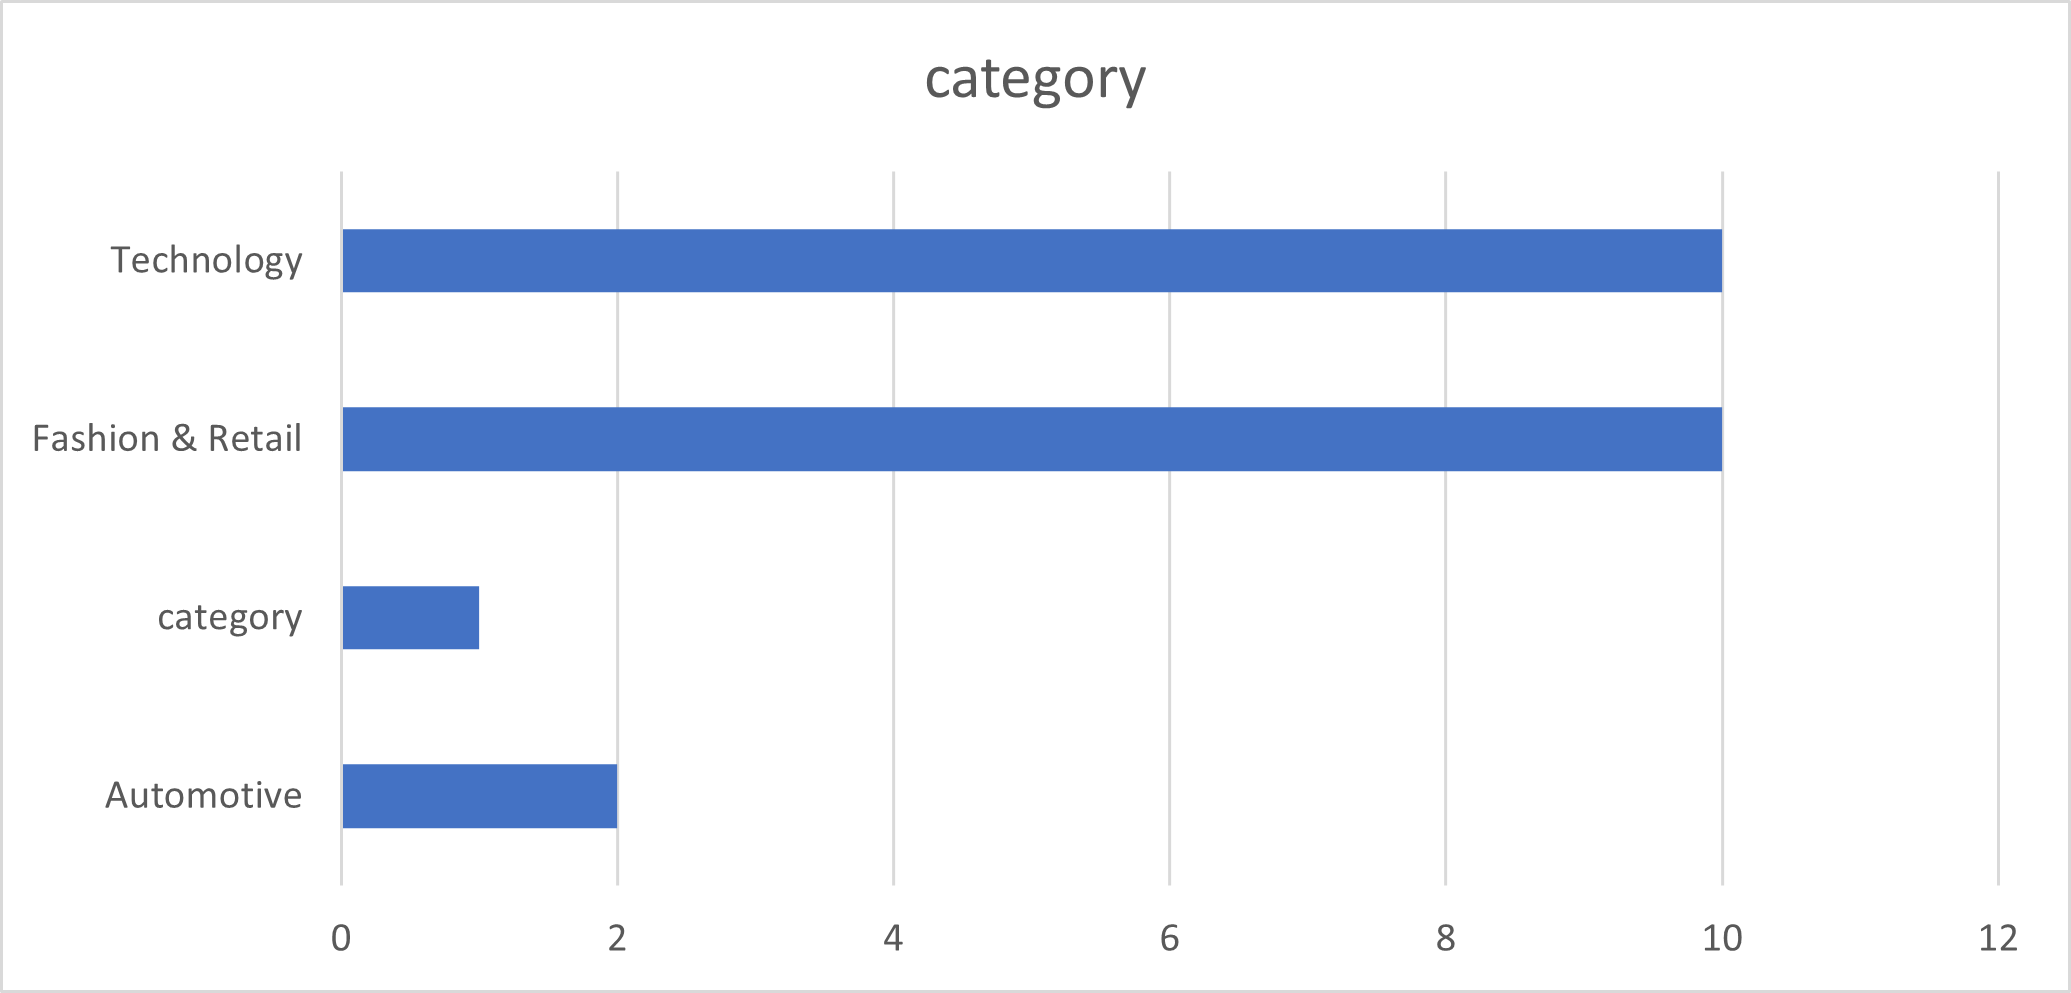 category
Technology
Fashion & Retail
category
Automotive
0 2 4 6 8 10 12